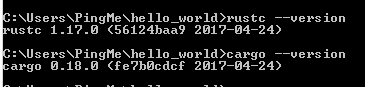 C:\Users\PingMe\hello_world>rustc --version
rustc 1.17.0 (56124baa9 2017-04-24)
C:\Users\PingMe\hello_world>cargo --version
cargo 0.18.0 (fe7b0cdcf 2017-04-24)